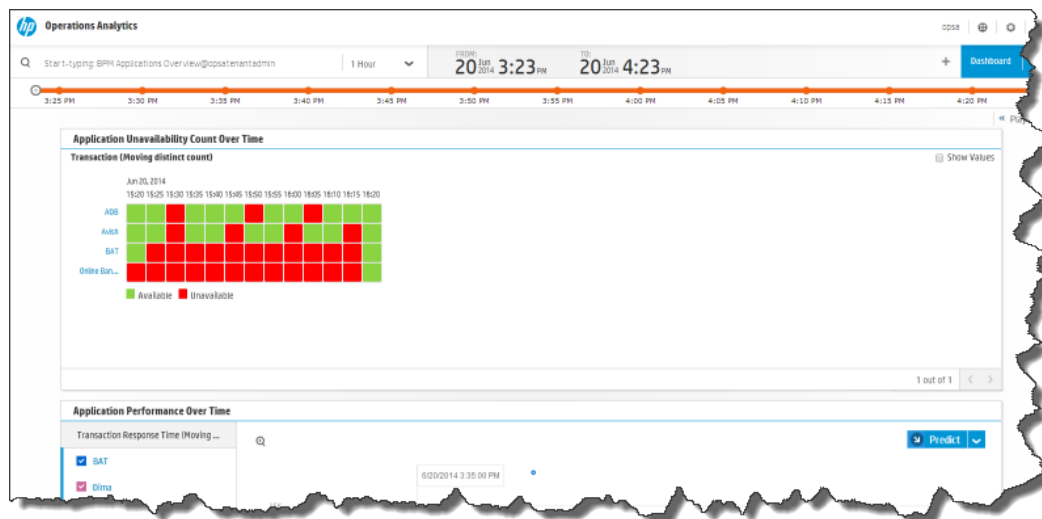 hp Operations Analytics opsa
Start-typing: BPM Applications Overview@opsatenantadmin 1 Hour FROM: 20 Jun 2014 3:23 PM TO: 20 Jun 2014 4:23 PM + Dashboard
3:25 PM 3:30 PM 3:35 PM 3:40 PM 3:45 PM 3:50 PM 3:55 PM 4:00 PM 4:05 PM 4:10 PM 4:15 PM 4:20 PM
Application Unavailability Count Over Time
Transaction (Moving distinct count) Show Values
Jun 20, 2014
15:20 15:25 15:30 15:35 15:40 15:45 15:50 15:55 16:00 16:05 16:10 16:15 16:20
ADB
Avish
BAT
Online Ban...
Available Unavailable
1 out of 1
Application Performance Over Time
Transaction Response Time (Moving ... Predict
BAT
6/20/2014 3:35:00 PM
Dima